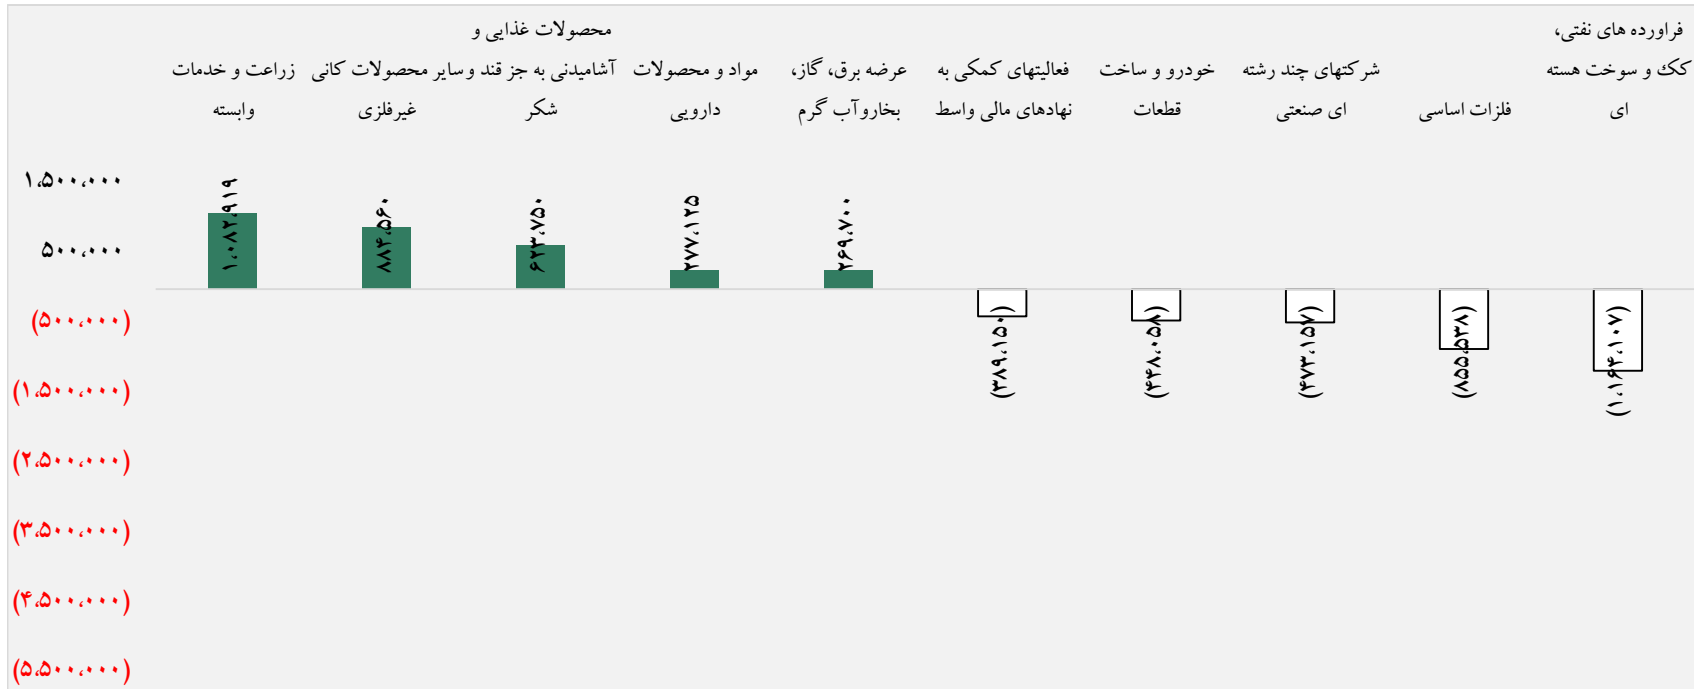 زراعت و خدمات
وابسته
سایر محصولات کانی
غیرفلزی
محصولات غذایی و
آشامیدنی به جز قند و
شکر
مواد و محصولات
دارویی
عرضه برق، گاز،
بخاروآب گرم
فعالیتهای کمکی به
نهادهای مالی واسط
خودرو و ساخت
قطعات
شرکتهای چند رشته
ای صنعتی
فلزات اساسی
فراورده های نفتی،
کک و سوخت هسته
ای
۱،۵۰۰،۰۰۰
۵۰۰،۰۰۰
(۵۰۰،۰۰۰)
(۱،۵۰۰،۰۰۰)
(۲،۵۰۰،۰۰۰)
(۳،۵۰۰،۰۰۰)
(۴،۵۰۰،۰۰۰)
(۵،۵۰۰،۰۰۰)
۱،۰۸۲،۹۱۹
۸۸۴،۵۶۰
۶۲۳،۷۵۰
۲۷۷،۱۲۵
۲۶۹،۷۰۰
(۳۸۹،۱۵۰)
(۴۴۸،۰۵۸)
(۴۷۳،۱۵۷)
(۸۵۵،۵۳۸)
(۱،۱۶۴،۱۰۷)